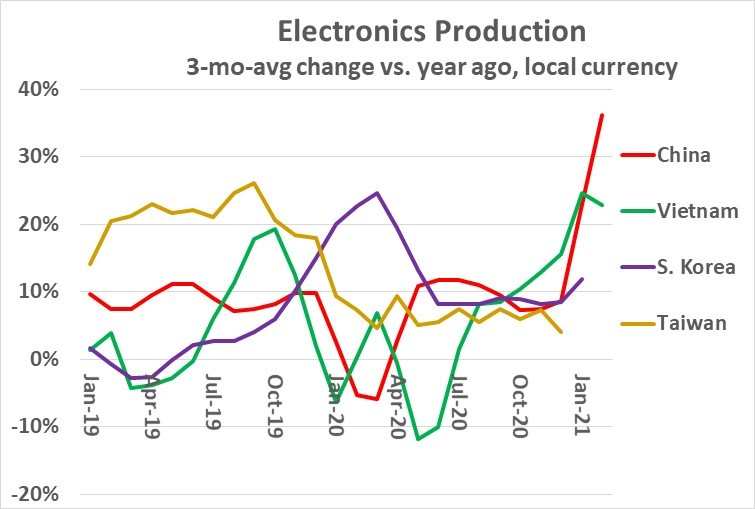 Electronics Production
3-mo-avg change vs. year ago, local currency
40%
30%
20%
10%
0%
-10%
-20%
Jan-19
Apr-19
Jul-19
Oct-19
Jan-20
Apr-20
Jul-20
Oct-20
Jan-21
China
Vietnam
S. Korea
Taiwan